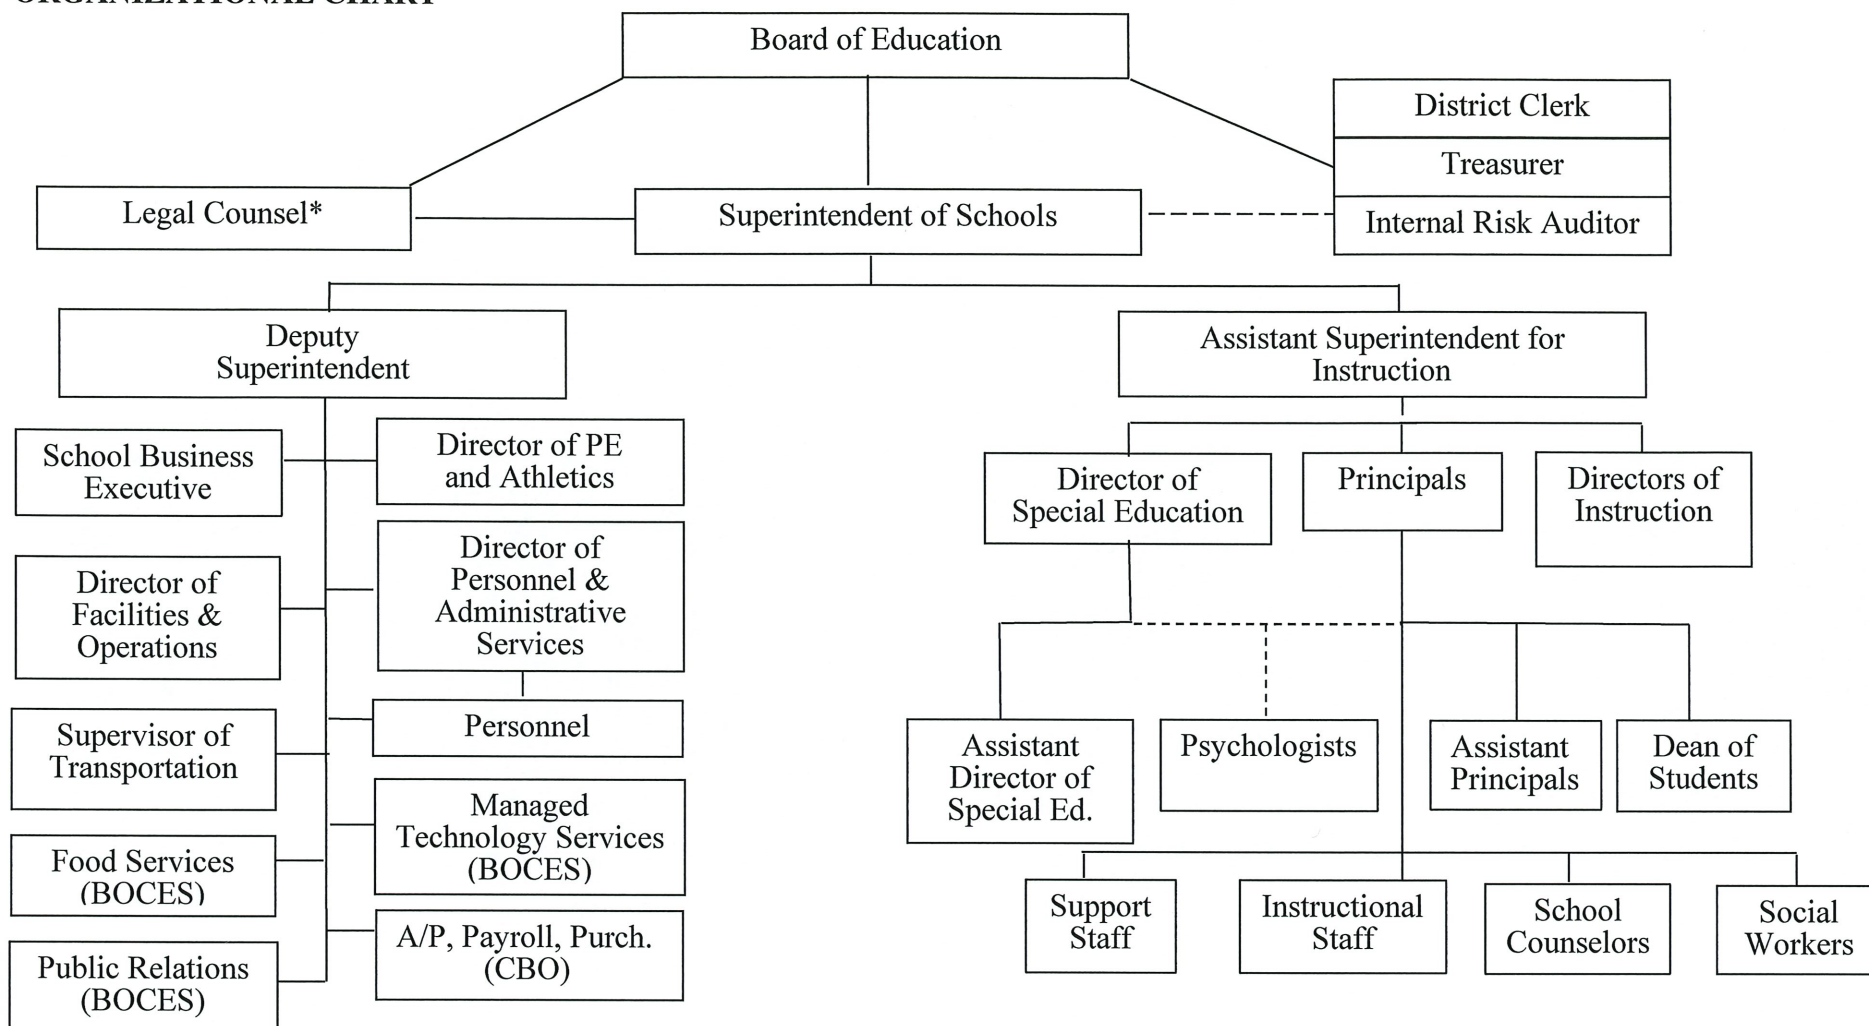 ORGANIZATIONAL CHART
Board of Education
District Clerk
Treasurer
Internal Risk Auditor
Legal Counsel*
Superintendent of Schools
Deputy
Superintendent
Assistant Superintendent for
Instruction
School Business
Executive
Director of PE
and Athletics
Director of
Facilities &
Operations
Director of
Personnel &
Administrative
Services
Supervisor of
Transportation
Personnel
Food Services
(BOCES)
Managed
Technology Services
(BOCES)
Public Relations
(BOCES)
A/P, Payroll, Purch.
(CBO)
Director of
Special Education
Principals
Directors of
Instruction
Assistant
Director of
Special Ed.
Psychologists
Assistant
Principals
Dean of
Students
Support
Staff
Instructional
Staff
School
Counselors
Social
Workers